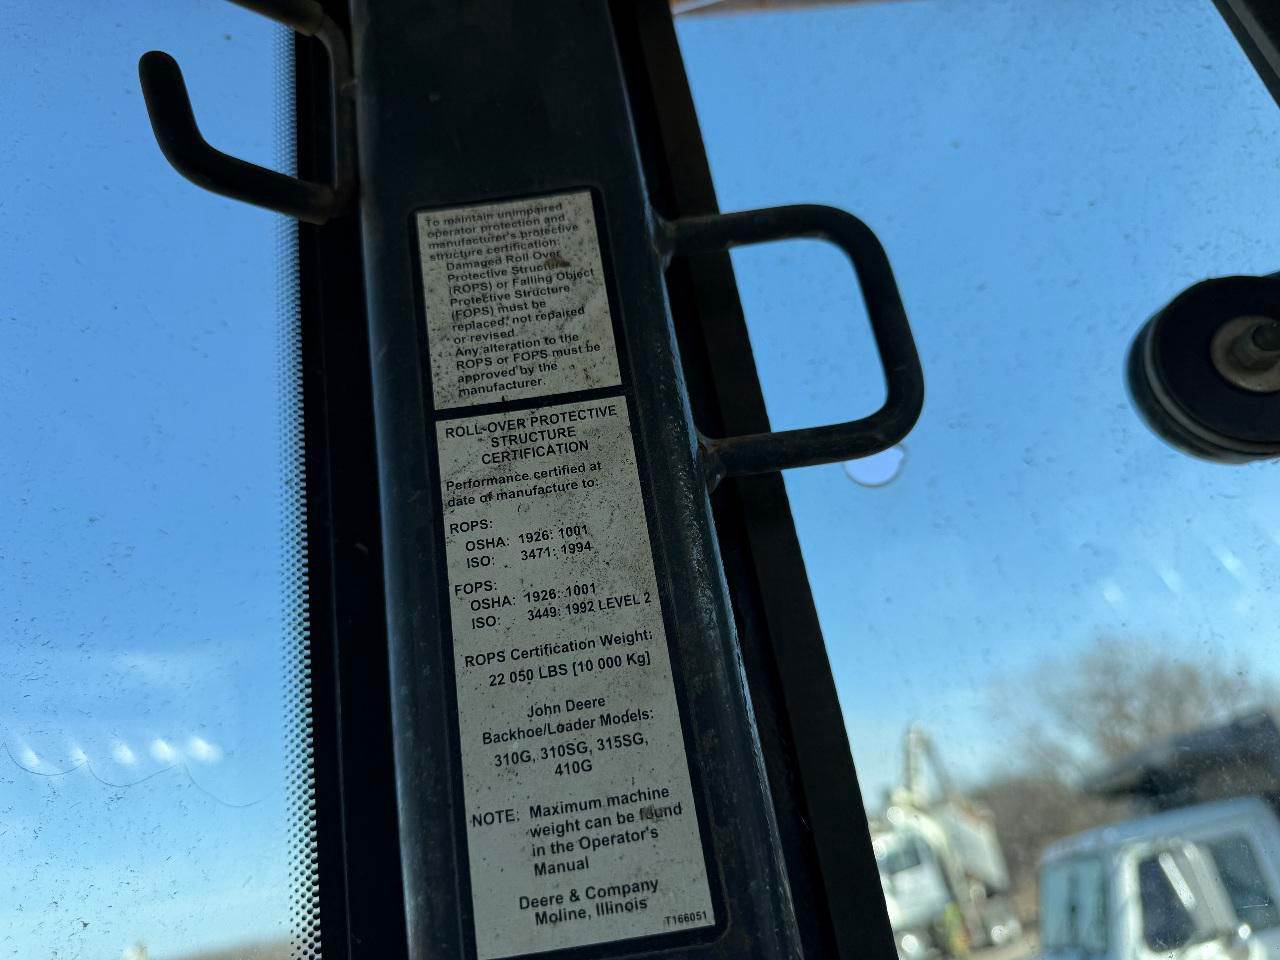 To maintain unimpaired
operator protection and
manufacturer's protective
structure certification:
Damaged Roll Over
Protective Structure
(ROPS) or Falling Object
Protective Structure
(FOPS) must be
replaced, not repaired
or revised.
Any alteration to the
ROPS or FOPS must be
approved by the
manufacturer.
ROLL-OVER PROTECTIVE
STRUCTURE
CERTIFICATION
Performance certified at
date of manufacture to:
ROPS:
OSHA: 1926: 1001
ISO: 3471: 1994
FOPS:
OSHA: 1926: 1001
ISO: 3449: 1992 LEVEL 2
ROPS Certification Weight:
22 050 LBS [10 000 Kg]
John Deere
Backhoe/Loader Models:
310G, 310SG, 315SG,
410G
NOTE: Maximum machine
weight can be found
in the Operator's
Manual
Deere & Company
Moline, Illinois
T166051